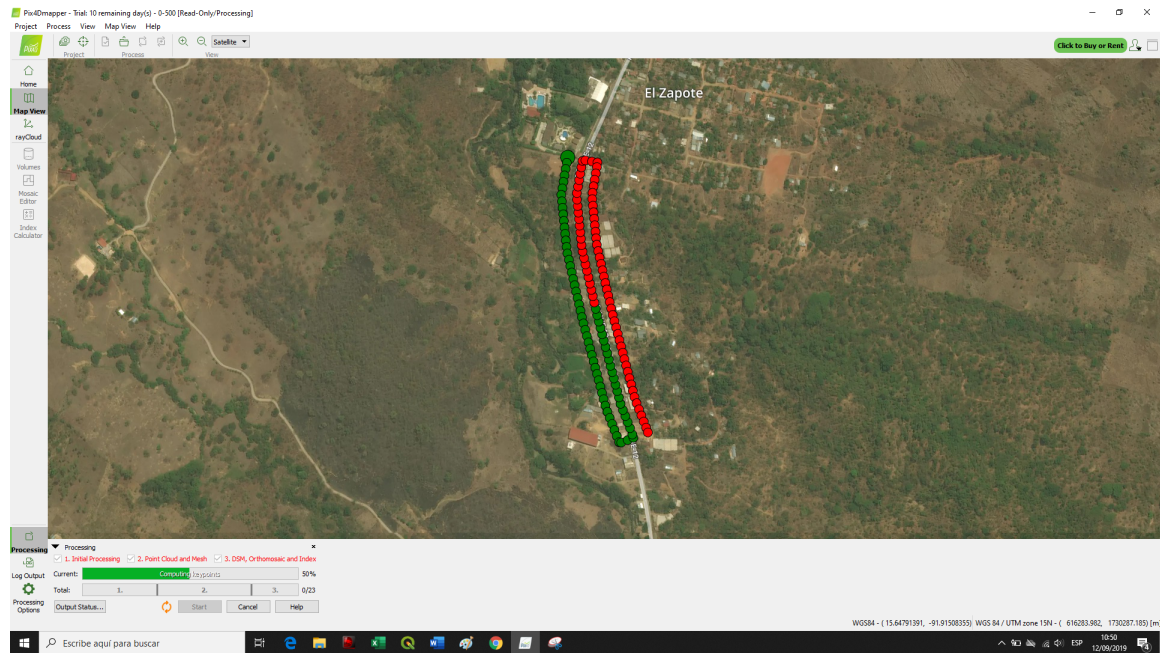 Pix4Dmapper - Trial: 10 remaining day(s) - 0-500 [Read-Only/Processing]
Project Process View Map View Help
Satellite
Project Process View
Click to Buy or Rent
Home
Map View
rayCloud
Volumes
Mosaic
Editor
Index
Calculator
El Zapote
Processing
Log Output
Processing
Options
Processing
1. Initial Processing 2. Point Cloud and Mesh 3. DSM, Orthomosaic and Index
Current: Computing keypoints 50%
Total: 1. 2. 3. 0/23
Output Status... Start Cancel Help
WGS84 - ( 15.64791391, -91.91508355) WGS 84 / UTM zone 15N - ( 616283.982, 1730287.185) [m]
Escribe aquí para buscar
ESP
10:50
12/09/2019
4